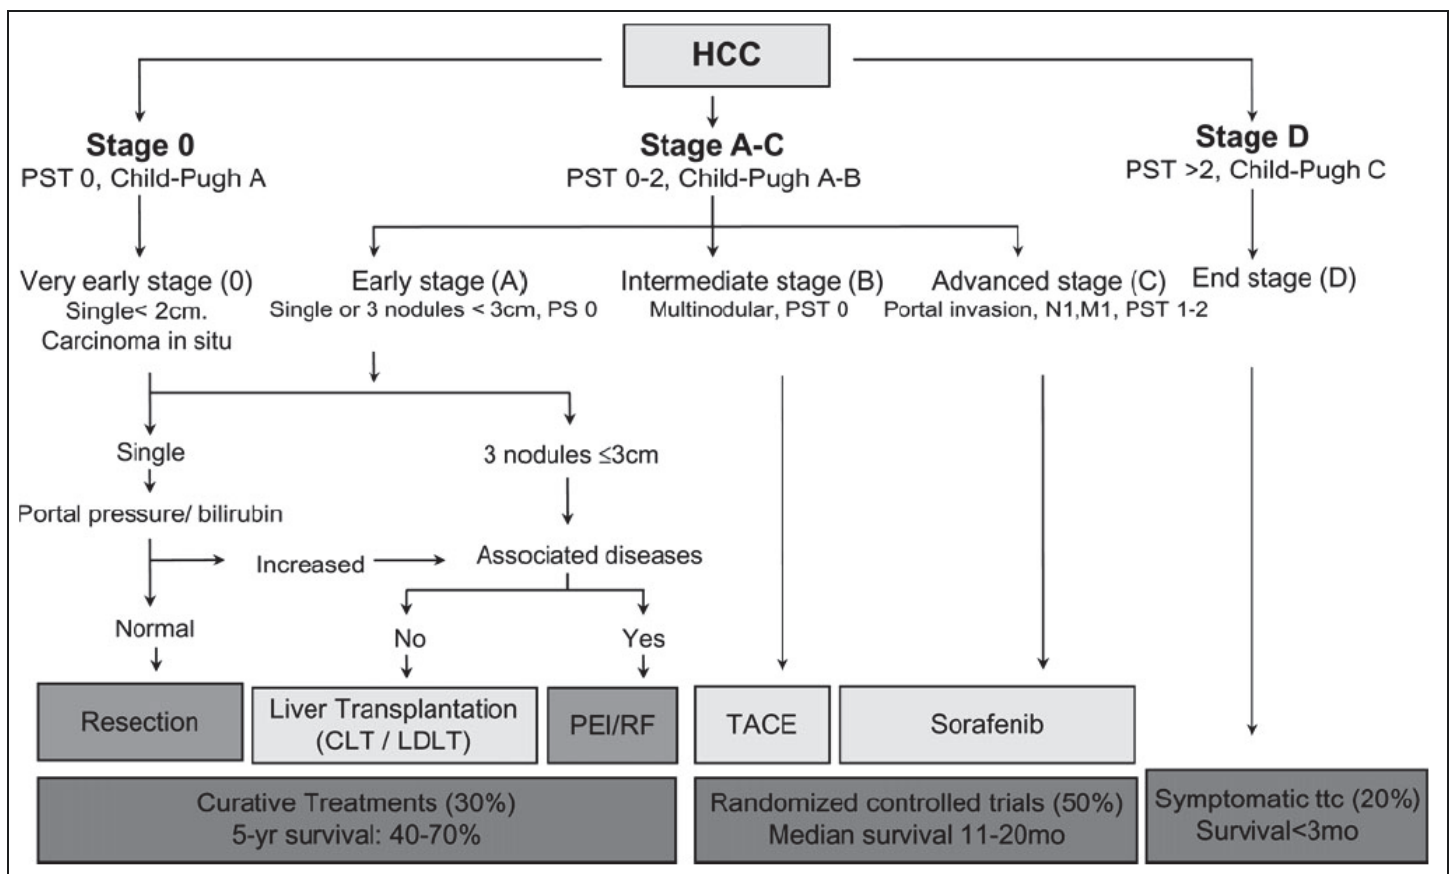 HCC
Stage 0
PST 0, Child-Pugh A
Stage A-C
PST 0-2, Child-Pugh A-B
Stage D
PST >2, Child-Pugh C
Very early stage (0)
Single< 2cm.
Carcinoma in situ
Early stage (A)
Single or 3 nodules < 3cm, PS 0
Intermediate stage (B)
Multinodular, PST 0
Advanced stage (C)
Portal invasion, N1,M1, PST 1-2
End stage (D)
Single
3 nodules ≤3cm
Portal pressure/ bilirubin
Increased
Associated diseases
Normal
No
Yes
Resection
Liver Transplantation
(CLT / LDLT)
PEI/RF
TACE
Sorafenib
Curative Treatments (30%)
5-yr survival: 40-70%
Randomized controlled trials (50%)
Median survival 11-20mo
Symptomatic ttc (20%)
Survival<3mo